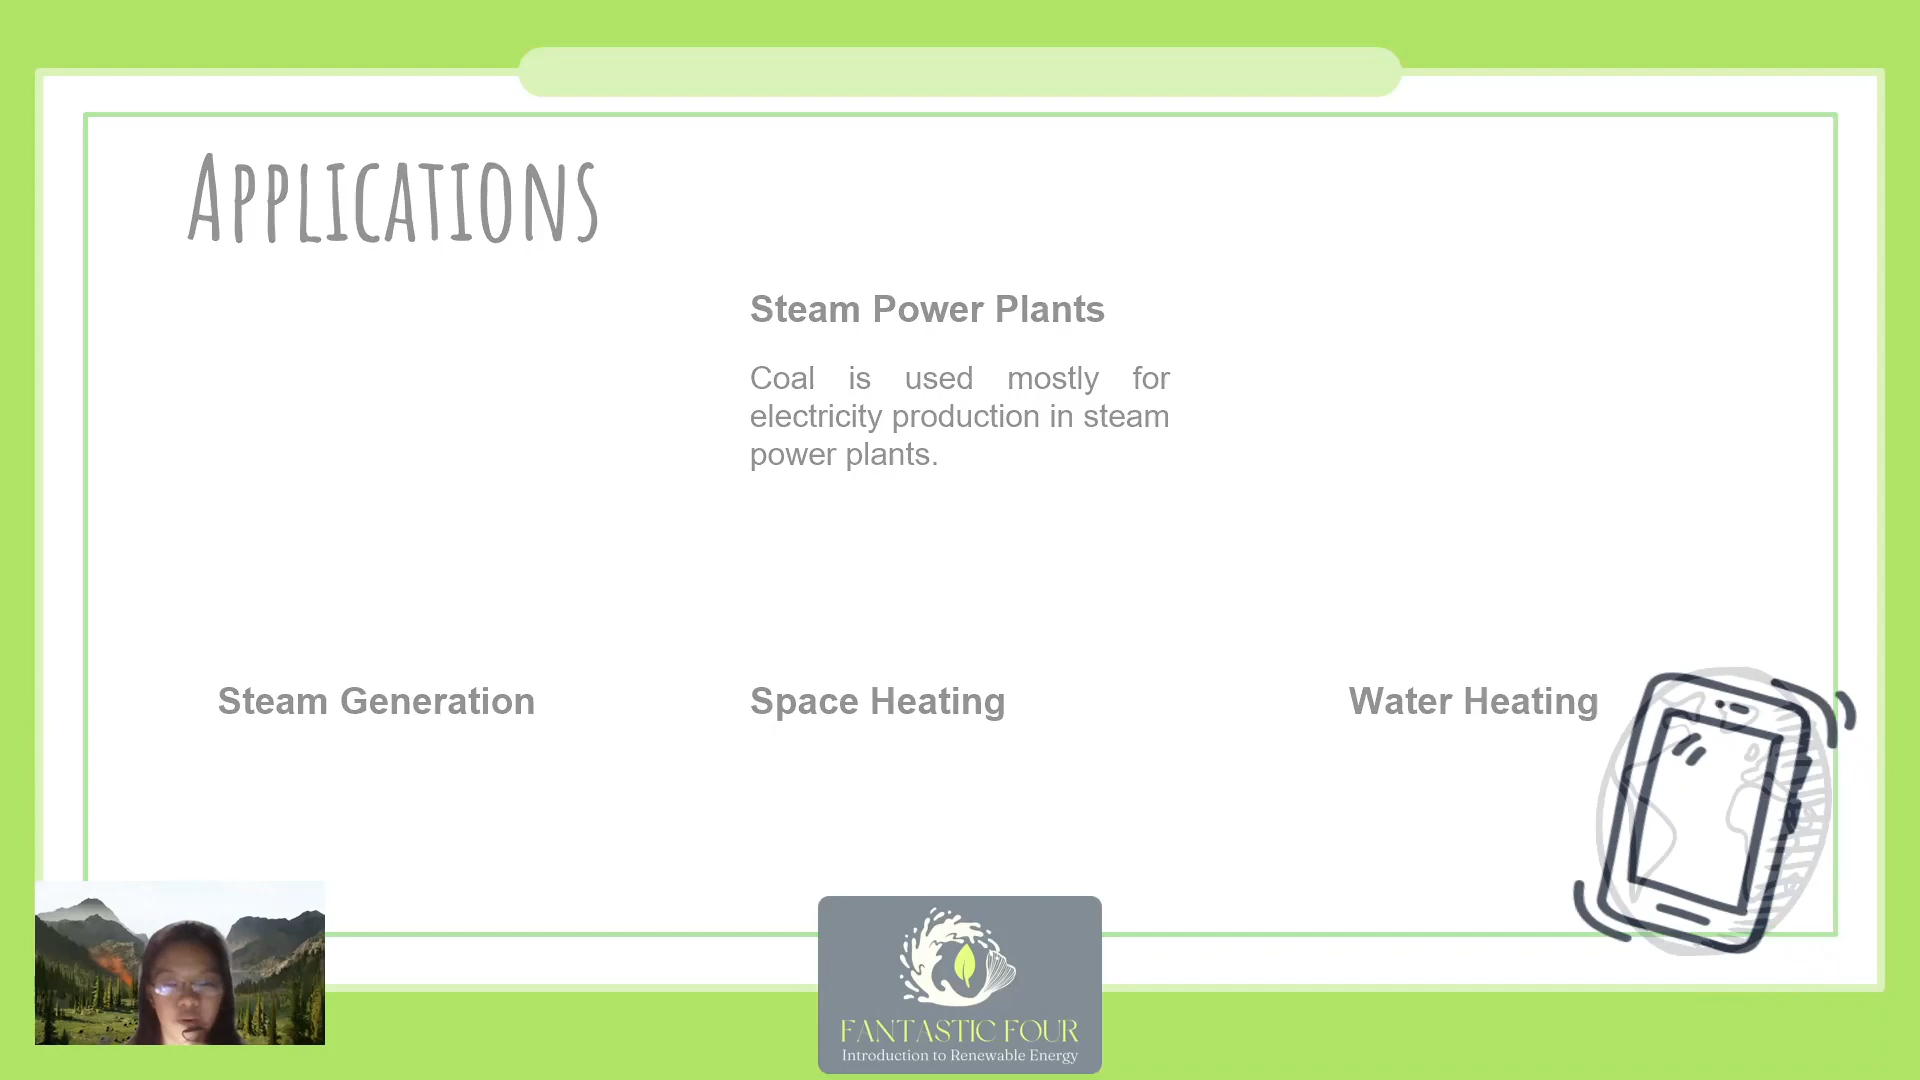 Applications
Steam Power Plants
Coal is used mostly for
electricity production in steam
power plants.
Steam Generation
Space Heating
Water Heating
FANTASTIC FOUR
Introduction to Renewable Energy